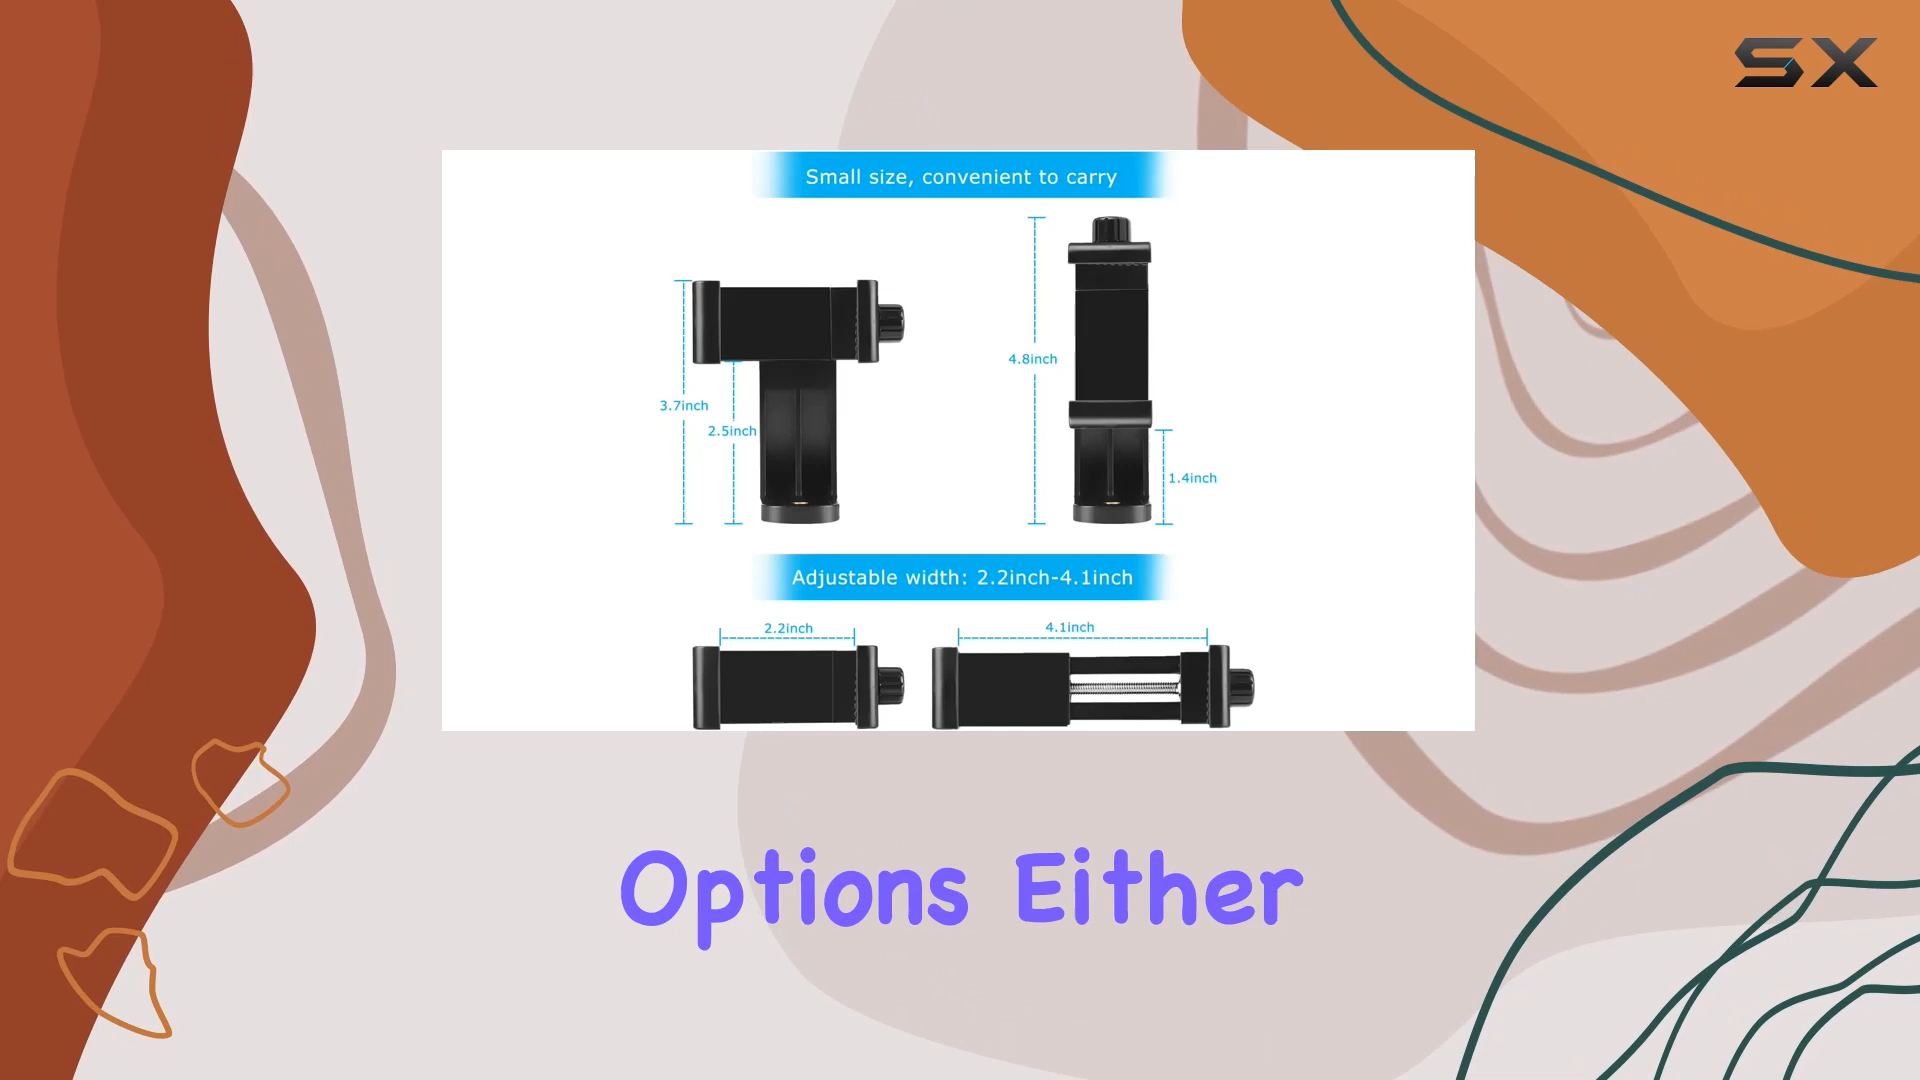 SX
Small size, convenient to carry
4.8inch
3.7inch
2.5inch
1.4inch
Adjustable width: 2.2inch-4.1inch
2.2inch
4.1inch
Options Either